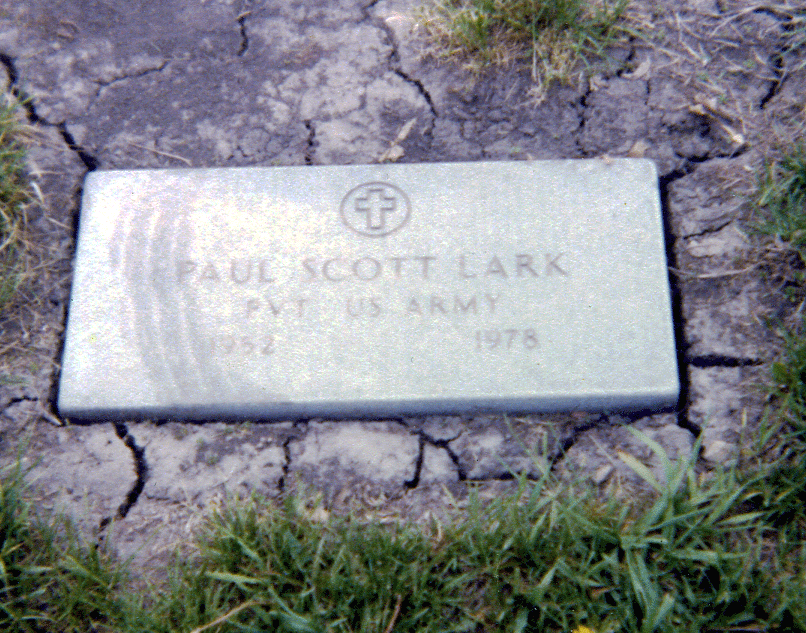 PAUL SCOTT LARK
PVT US ARMY
1952 1978